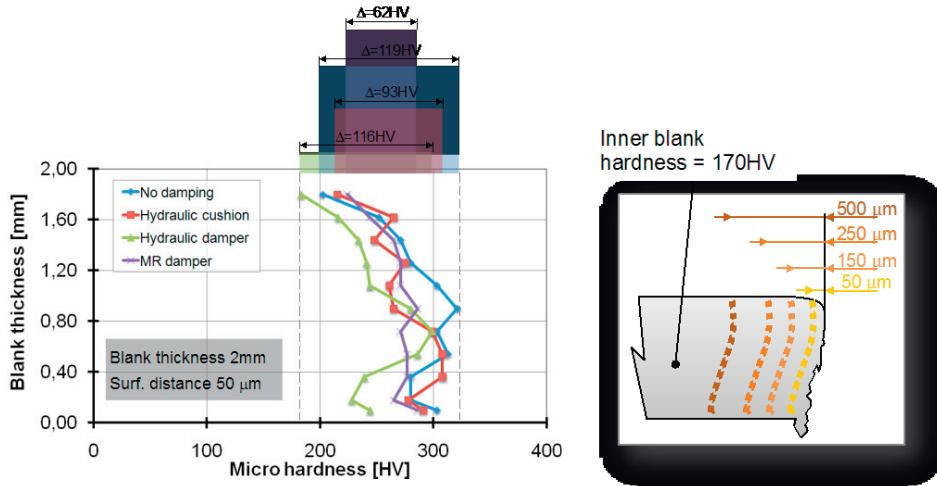 Δ=62HV
Δ=119HV
Δ=93HV
Δ=116HV
2,00
1,60
1,20
0,80
0,40
0,00
Blank thickness [mm]
No damping
Hydraulic cushion
Hydraulic damper
MR damper
Blank thickness 2mm
Surf. distance 50 μm
0
100
200
300
400
Micro hardness [HV]
Inner blank
hardness = 170HV
500 μm
250 μm
150 μm
50 μm